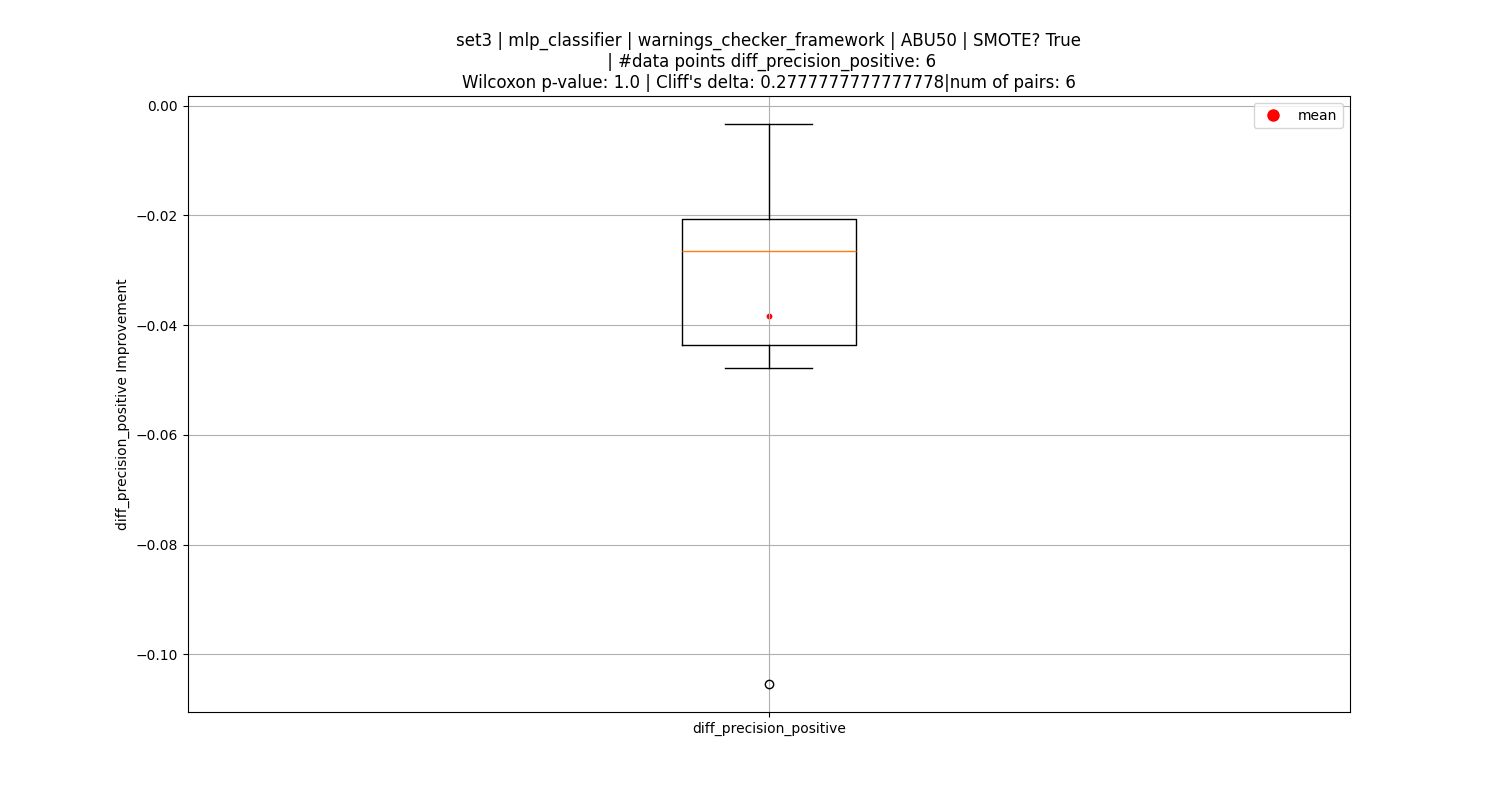 set3 | mlp_classifier | warnings_checker_framework | ABU50 | SMOTE? True
| #data points diff_precision_positive: 6
Wilcoxon p-value: 1.0 | Cliff's delta: 0.2777777777777778|num of pairs: 6
mean
0.00
−0.02
−0.04
−0.06
−0.08
−0.10
diff_precision_positive Improvement
diff_precision_positive